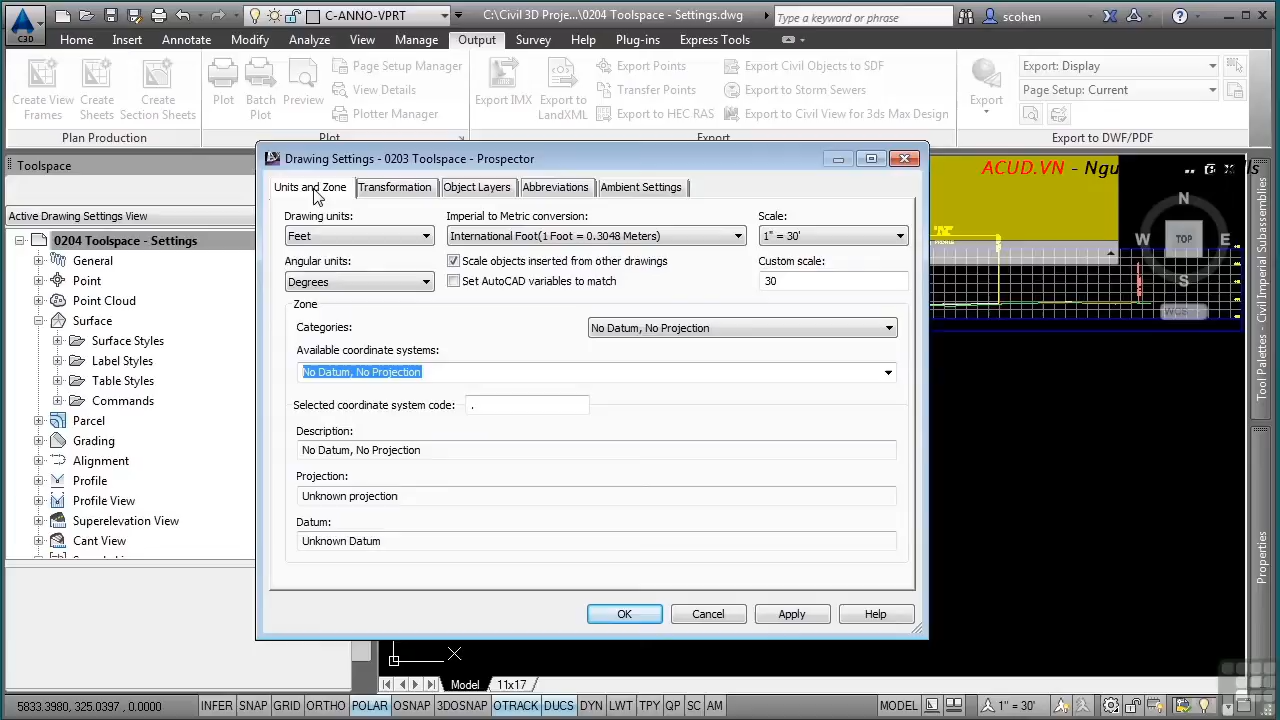 C-ANNO-VPRT
C:\Civil 3D Proje...\0204 Toolspace - Settings.dwg
Type a keyword or phrase
scohen
C3D
Home Insert Annotate Modify Analyze View Manage Output Survey Help Plug-ins Express Tools
Create View Frames
Create Sheets
Create Section Sheets
Plot
Batch Plot
Preview
Page Setup Manager
View Details
Plotter Manager
Export IMX
Export to LandXML
Export Points
Transfer Points
Export to HEC RAS
Export Civil Objects to SDF
Export to Storm Sewers
Export to Civil View for 3ds Max Design
Export
Export: Display
Page Setup: Current
Plan Production
Plot
Export
Export to DWF/PDF
Toolspace
Active Drawing Settings View
0204 Toolspace - Settings
General
Point
Point Cloud
Surface
Surface Styles
Label Styles
Table Styles
Commands
Parcel
Grading
Alignment
Profile
Profile View
Superelevation View
Cant View
Drawing Settings - 0203 Toolspace - Prospector
Units and Zone Transformation Object Layers Abbreviations Ambient Settings
Drawing units: Imperial to Metric conversion: Scale:
Feet International Foot(1 Foot = 0.3048 Meters) 1" = 30'
Angular units: Scale objects inserted from other drawings Custom scale:
Degrees Set AutoCAD variables to match 30
Zone
Categories: No Datum, No Projection
Available coordinate systems:
No Datum, No Projection
Selected coordinate system code: .
Description:
No Datum, No Projection
Projection:
Unknown projection
Datum:
Unknown Datum
OK Cancel Apply Help
ACUD.VN - Ngu
N
W TOP E
S
WCS
Tool Palettes - Civil Imperial Subassemblies
Properties
Model 11x17
5833.3980, 325.0397, 0.0000 INFER SNAP GRID ORTHO POLAR OSNAP 3DOSNAP OTRACK DUCS DYN LWT TPY QP SC AM MODEL 1" = 30'